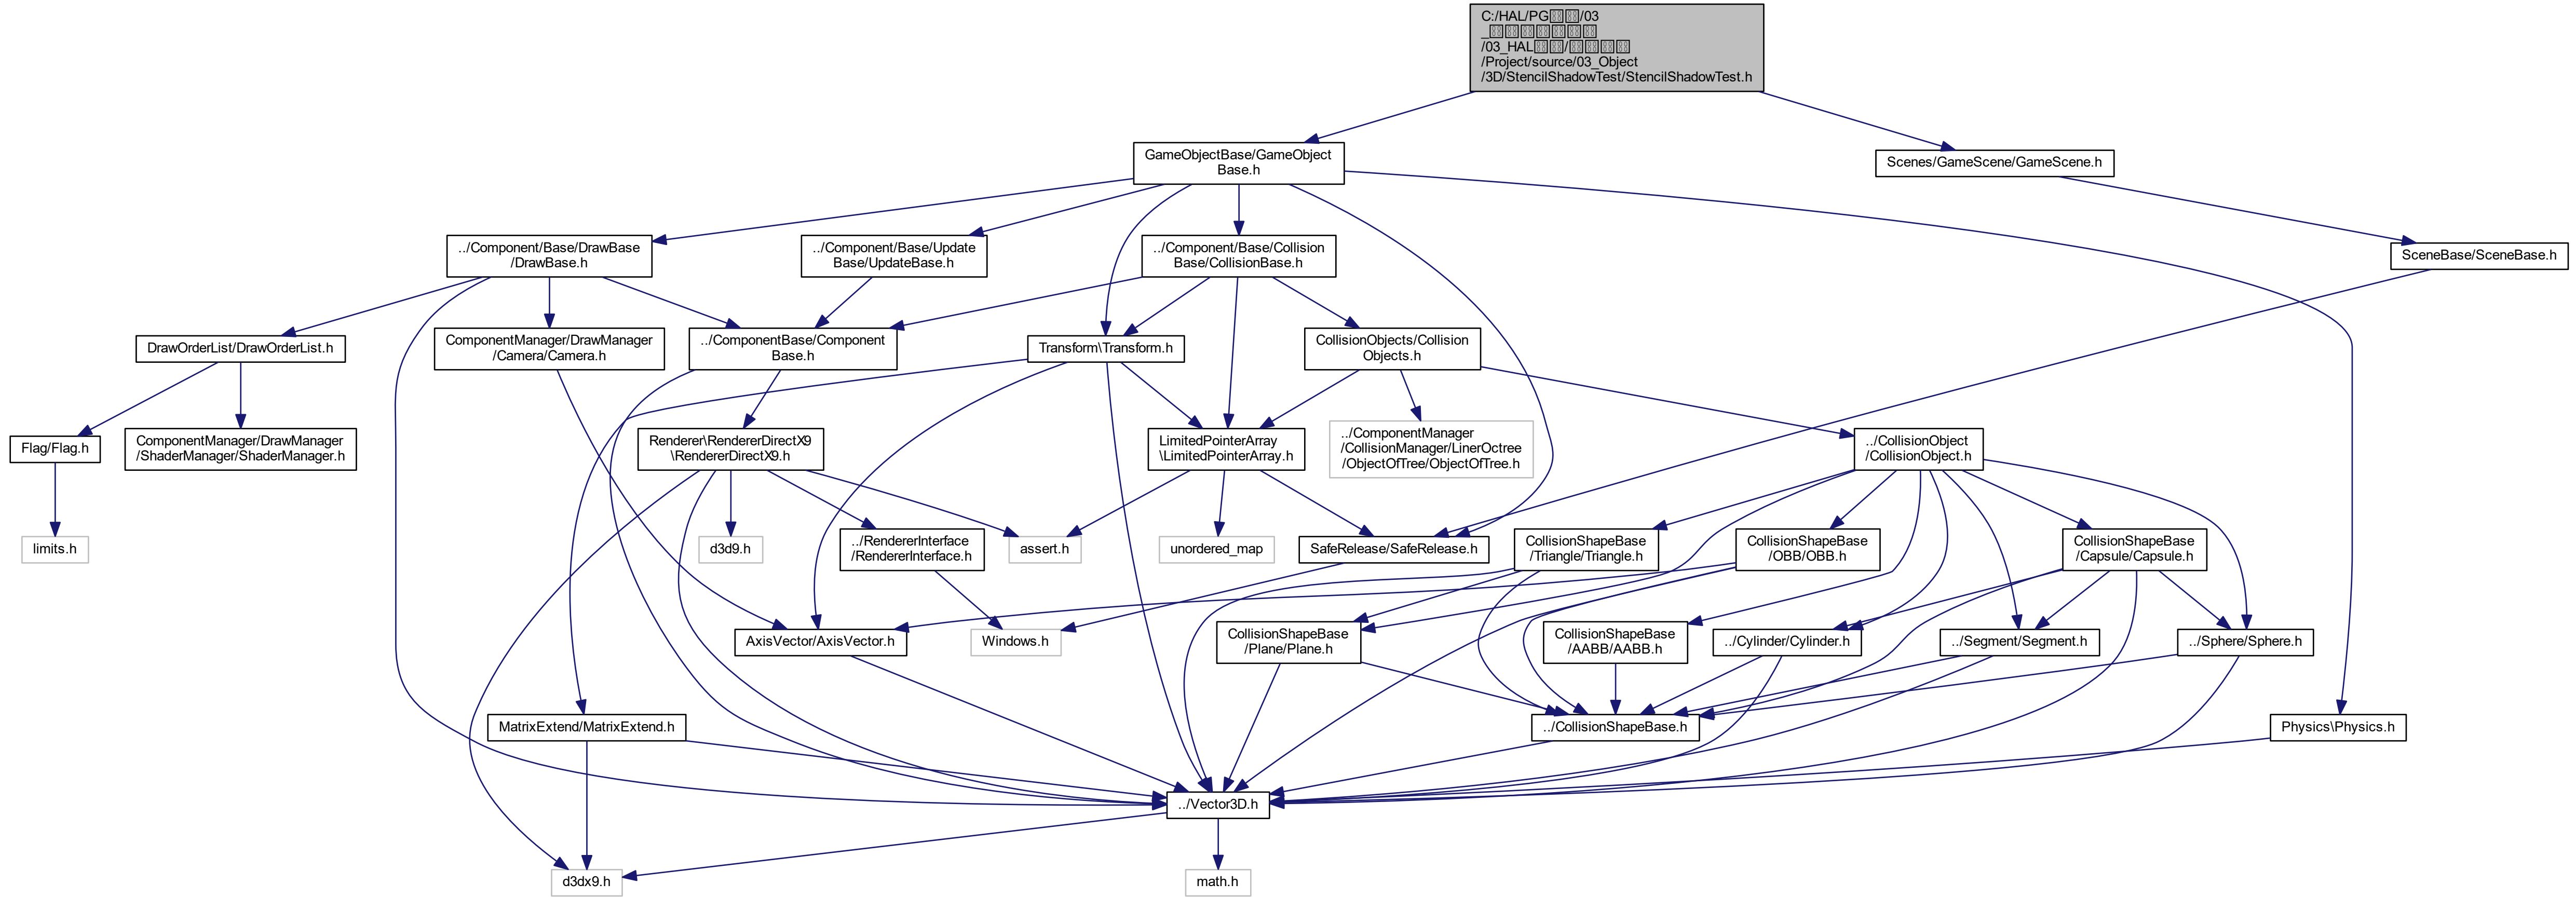 C:/HAL/PG/03
_
/03_HAL/
/Project/source/03_Object
/3D/StencilShadowTest/StencilShadowTest.h
GameObjectBase/GameObject
Base.h
Scenes/GameScene/GameScene.h
../Component/Base/DrawBase
/DrawBase.h
../Component/Base/Update
Base/UpdateBase.h
../Component/Base/Collision
Base/CollisionBase.h
SceneBase/SceneBase.h
DrawOrderList/DrawOrderList.h
ComponentManager/DrawManager
/Camera/Camera.h
../ComponentBase/Component
Base.h
Transform\Transform.h
CollisionObjects/Collision
Objects.h
Flag/Flag.h
ComponentManager/DrawManager
/ShaderManager/ShaderManager.h
Renderer\RendererDirectX9
\RendererDirectX9.h
LimitedPointerArray
\LimitedPointerArray.h
../ComponentManager
/CollisionManager/LinerOctree
/ObjectOfTree/ObjectOfTree.h
../CollisionObject
/CollisionObject.h
limits.h
d3d9.h
../RendererInterface
/RendererInterface.h
assert.h
unordered_map
SafeRelease/SafeRelease.h
CollisionShapeBase
/Triangle/Triangle.h
CollisionShapeBase
/OBB/OBB.h
CollisionShapeBase
/Capsule/Capsule.h
AxisVector/AxisVector.h
Windows.h
CollisionShapeBase
/Plane/Plane.h
CollisionShapeBase
/AABB/AABB.h
../Cylinder/Cylinder.h
../Segment/Segment.h
../Sphere/Sphere.h
MatrixExtend/MatrixExtend.h
../CollisionShapeBase.h
Physics\Physics.h
../Vector3D.h
d3dx9.h
math.h